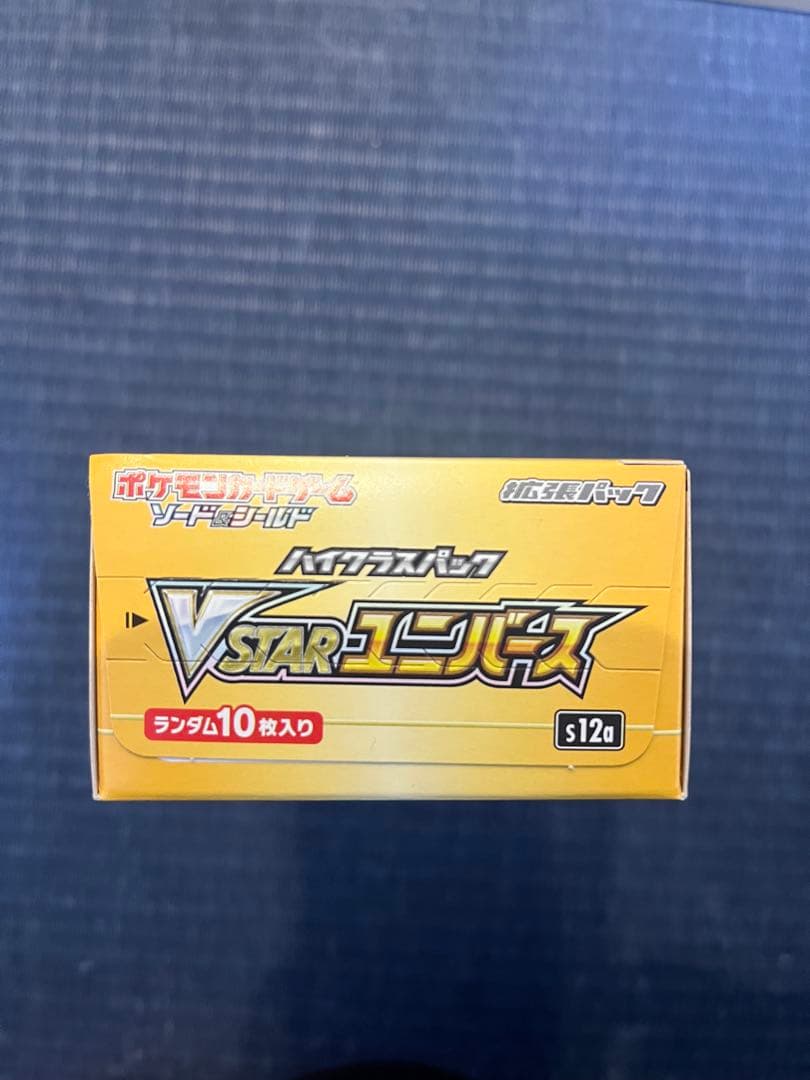 ポケモンカードゲーム
ソード&シールド
拡張パック
ハイクラスパック
VSTARユニバース
ランダム10枚入り
s12a